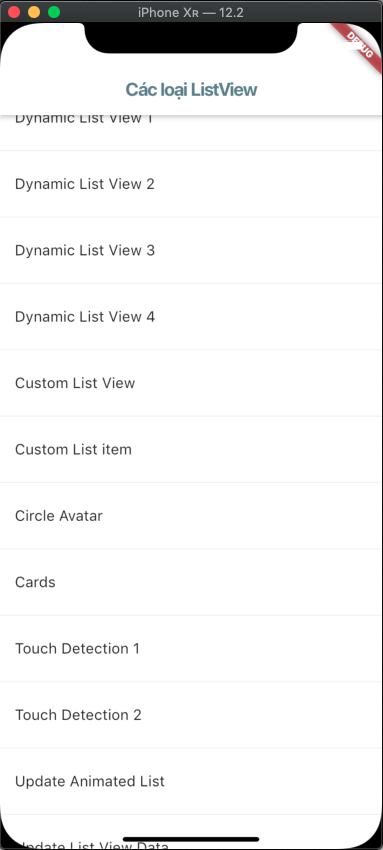 iPhone Xʀ — 12.2
DEBUG
Các loại ListView
Dynamic List View 1
Dynamic List View 2
Dynamic List View 3
Dynamic List View 4
Custom List View
Custom List item
Circle Avatar
Cards
Touch Detection 1
Touch Detection 2
Update Animated List
Update List View Data